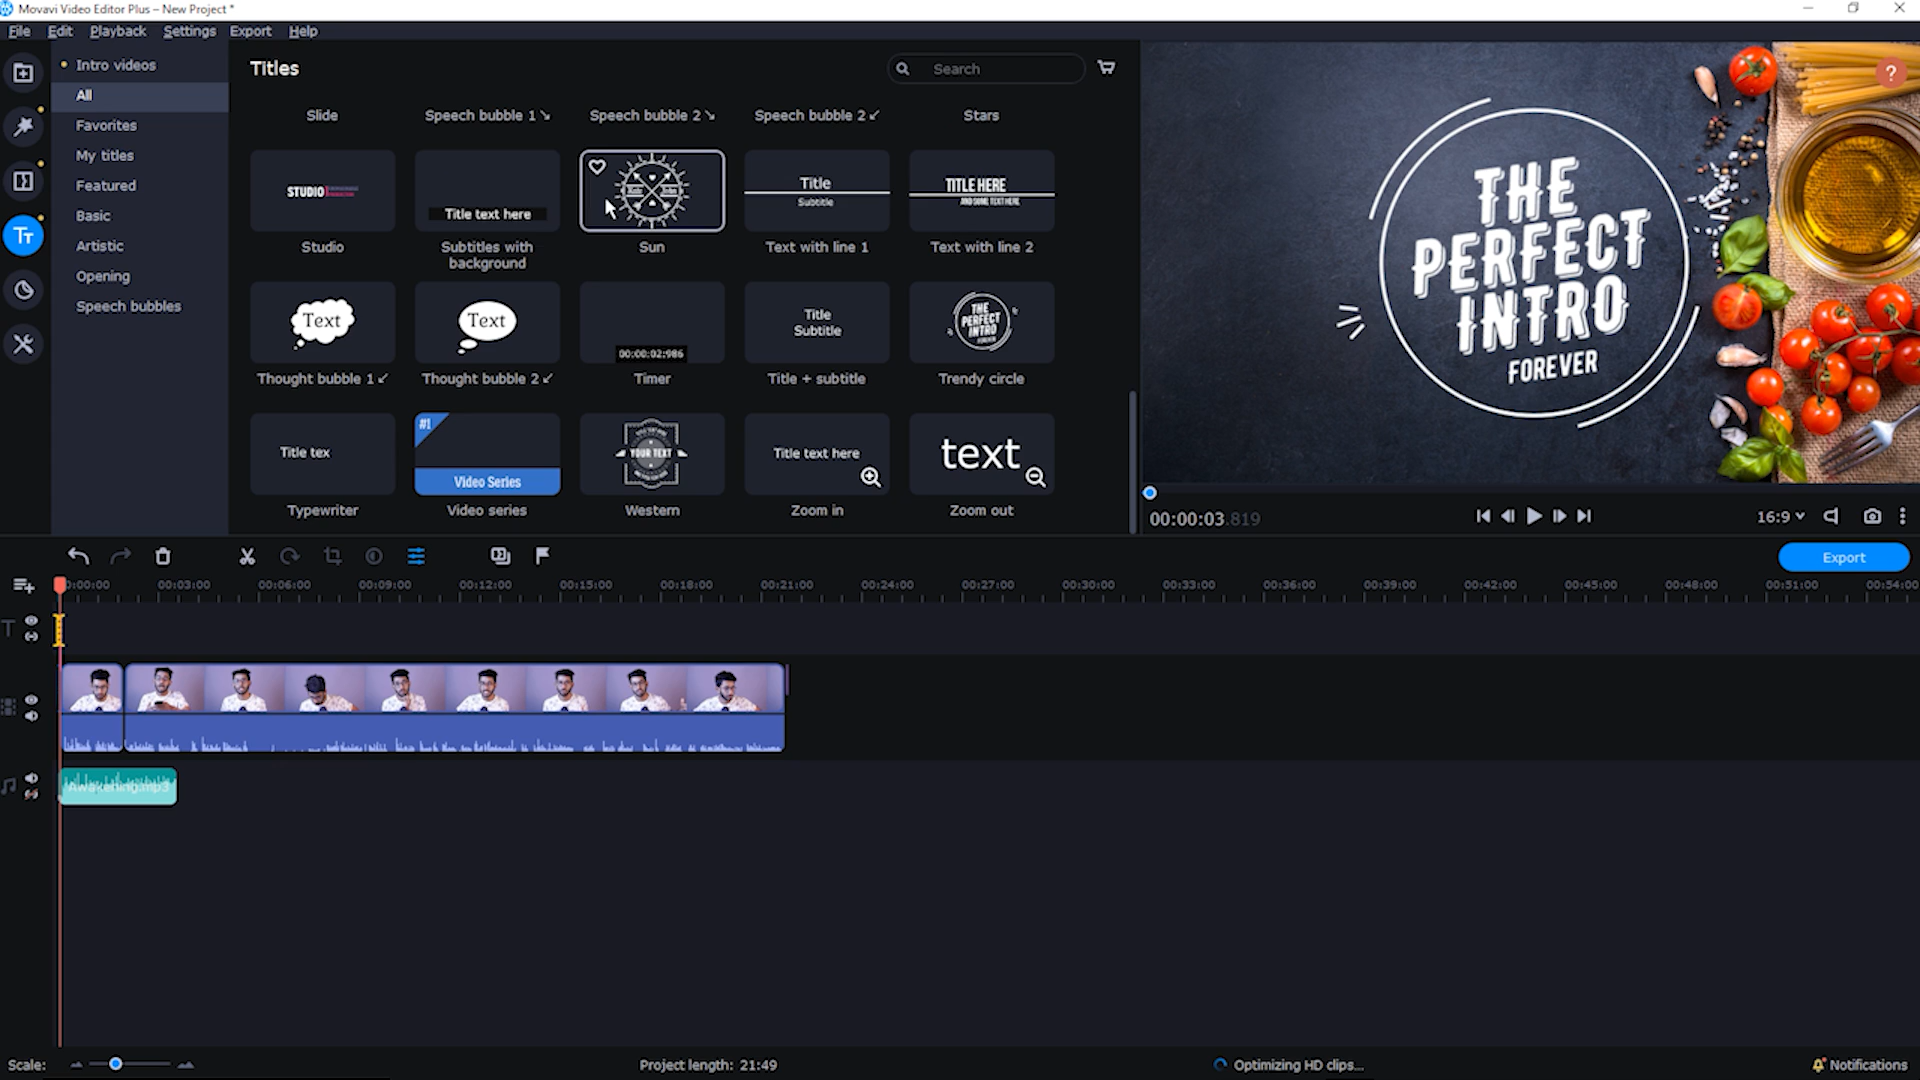 Movavi Video Editor Plus – New Project *
File Edit Playback Settings Export Help
Intro videos
All
Favorites
My titles
Featured
Basic
Artistic
Opening
Speech bubbles
Titles
Search
Slide Speech bubble 1 ↘ Speech bubble 2 ↘ Speech bubble 2 ↙ Stars
STUDIO
Title text here
Title
Subtitle
TITLE HERE
AND SOME TEXT HERE
Studio Subtitles with background Sun Text with line 1 Text with line 2
Text
Text
00:00:02:986
Title
Subtitle
THE
PERFECT
INTRO
FOREVER
Thought bubble 1 ↙ Thought bubble 2 ↙ Timer Title + subtitle Trendy circle
Title tex
#1
Video Series
YOUR TEXT
Title text here
text
Typewriter Video series Western Zoom in Zoom out
THE
PERFECT
INTRO
FOREVER
?
00:00:03.819
16:9
Export
0:00:00 00:03:00 00:06:00 00:09:00 00:12:00 00:15:00 00:18:00 00:21:00 00:24:00 00:27:00 00:30:00 00:33:00 00:36:00 00:39:00 00:42:00 00:45:00 00:48:00 00:51:00 00:54:00
Awakening.mp3
Scale:
Project length: 21:49
Optimizing HD clips...
Notifications